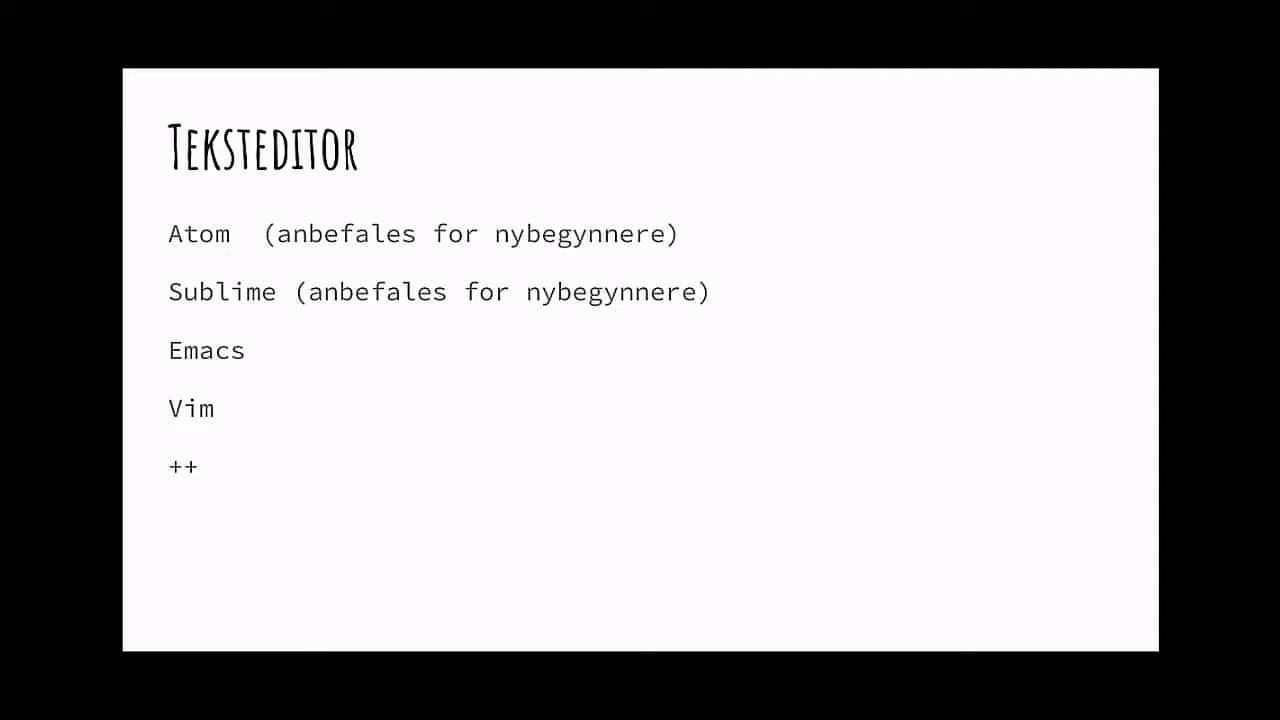 Teksteditor
Atom  (anbefales for nybegynnere)
Sublime (anbefales for nybegynnere)
Emacs
Vim
++